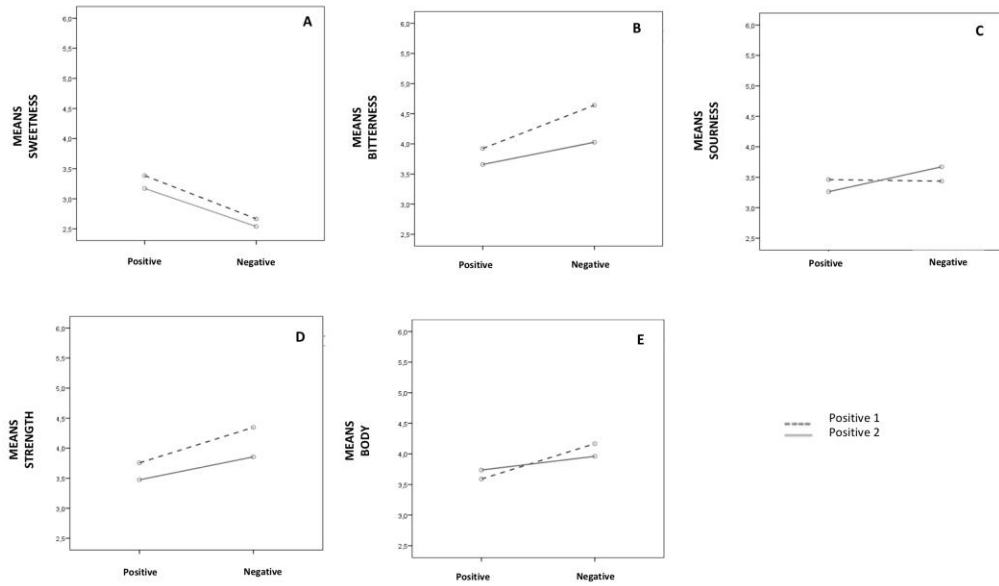 A
MEANS
SWEETNESS
6,0
5,5
5,0
4,5
4,0
3,5
3,0
2,5
Positive Negative
B
MEANS
BITTERNESS
6,0
5,5
5,0
4,5
4,0
3,5
3,0
2,5
Positive Negative
C
MEANS
SOURNESS
6,0
5,5
5,0
4,5
4,0
3,5
3,0
2,5
Positive Negative
D
MEANS
STRENGTH
6,0
5,5
5,0
4,5
4,0
3,5
3,0
2,5
Positive Negative
E
MEANS
BODY
6,0
5,5
5,0
4,5
4,0
3,5
3,0
2,5
Positive Negative
Positive 1
Positive 2